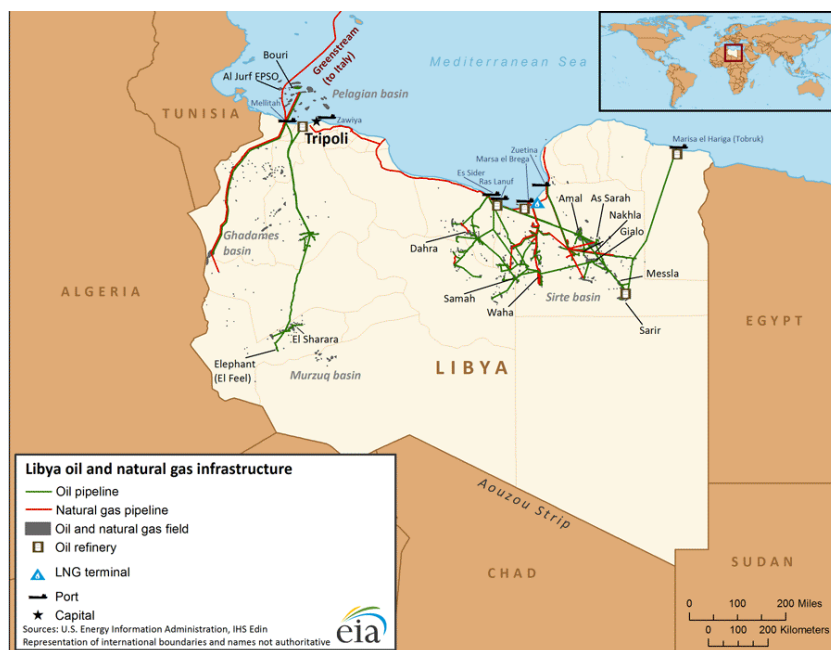 Bouri
Al Jurf FPSO
Greenstream
(to Italy)
Mediterranean Sea
Pelagian basin
TUNISIA
Mellitah
Zawiya
Tripoli
Marisa el Hariga (Tobruk)
Zuetina
Marsa el Brega
Es Sider
Ras Lanuf
Amal
As Sarah
Nakhla
Gialo
Ghadames
basin
Dahra
ALGERIA
Messla
Samah
Waha
Sirte basin
EGYPT
Sarir
El Sharara
Elephant
(El Feel)
Murzuq basin
LIBYA
Libya oil and natural gas infrastructure
Oil pipeline
Natural gas pipeline
Oil and natural gas field
Oil refinery
LNG terminal
Port
Capital
Sources: U.S. Energy Information Administration, IHS Edin
Representation of international boundaries and names not authoritative
eia
Aouzou Strip
CHAD
SUDAN
0 100 200 Miles
0 100 200 Kilometers